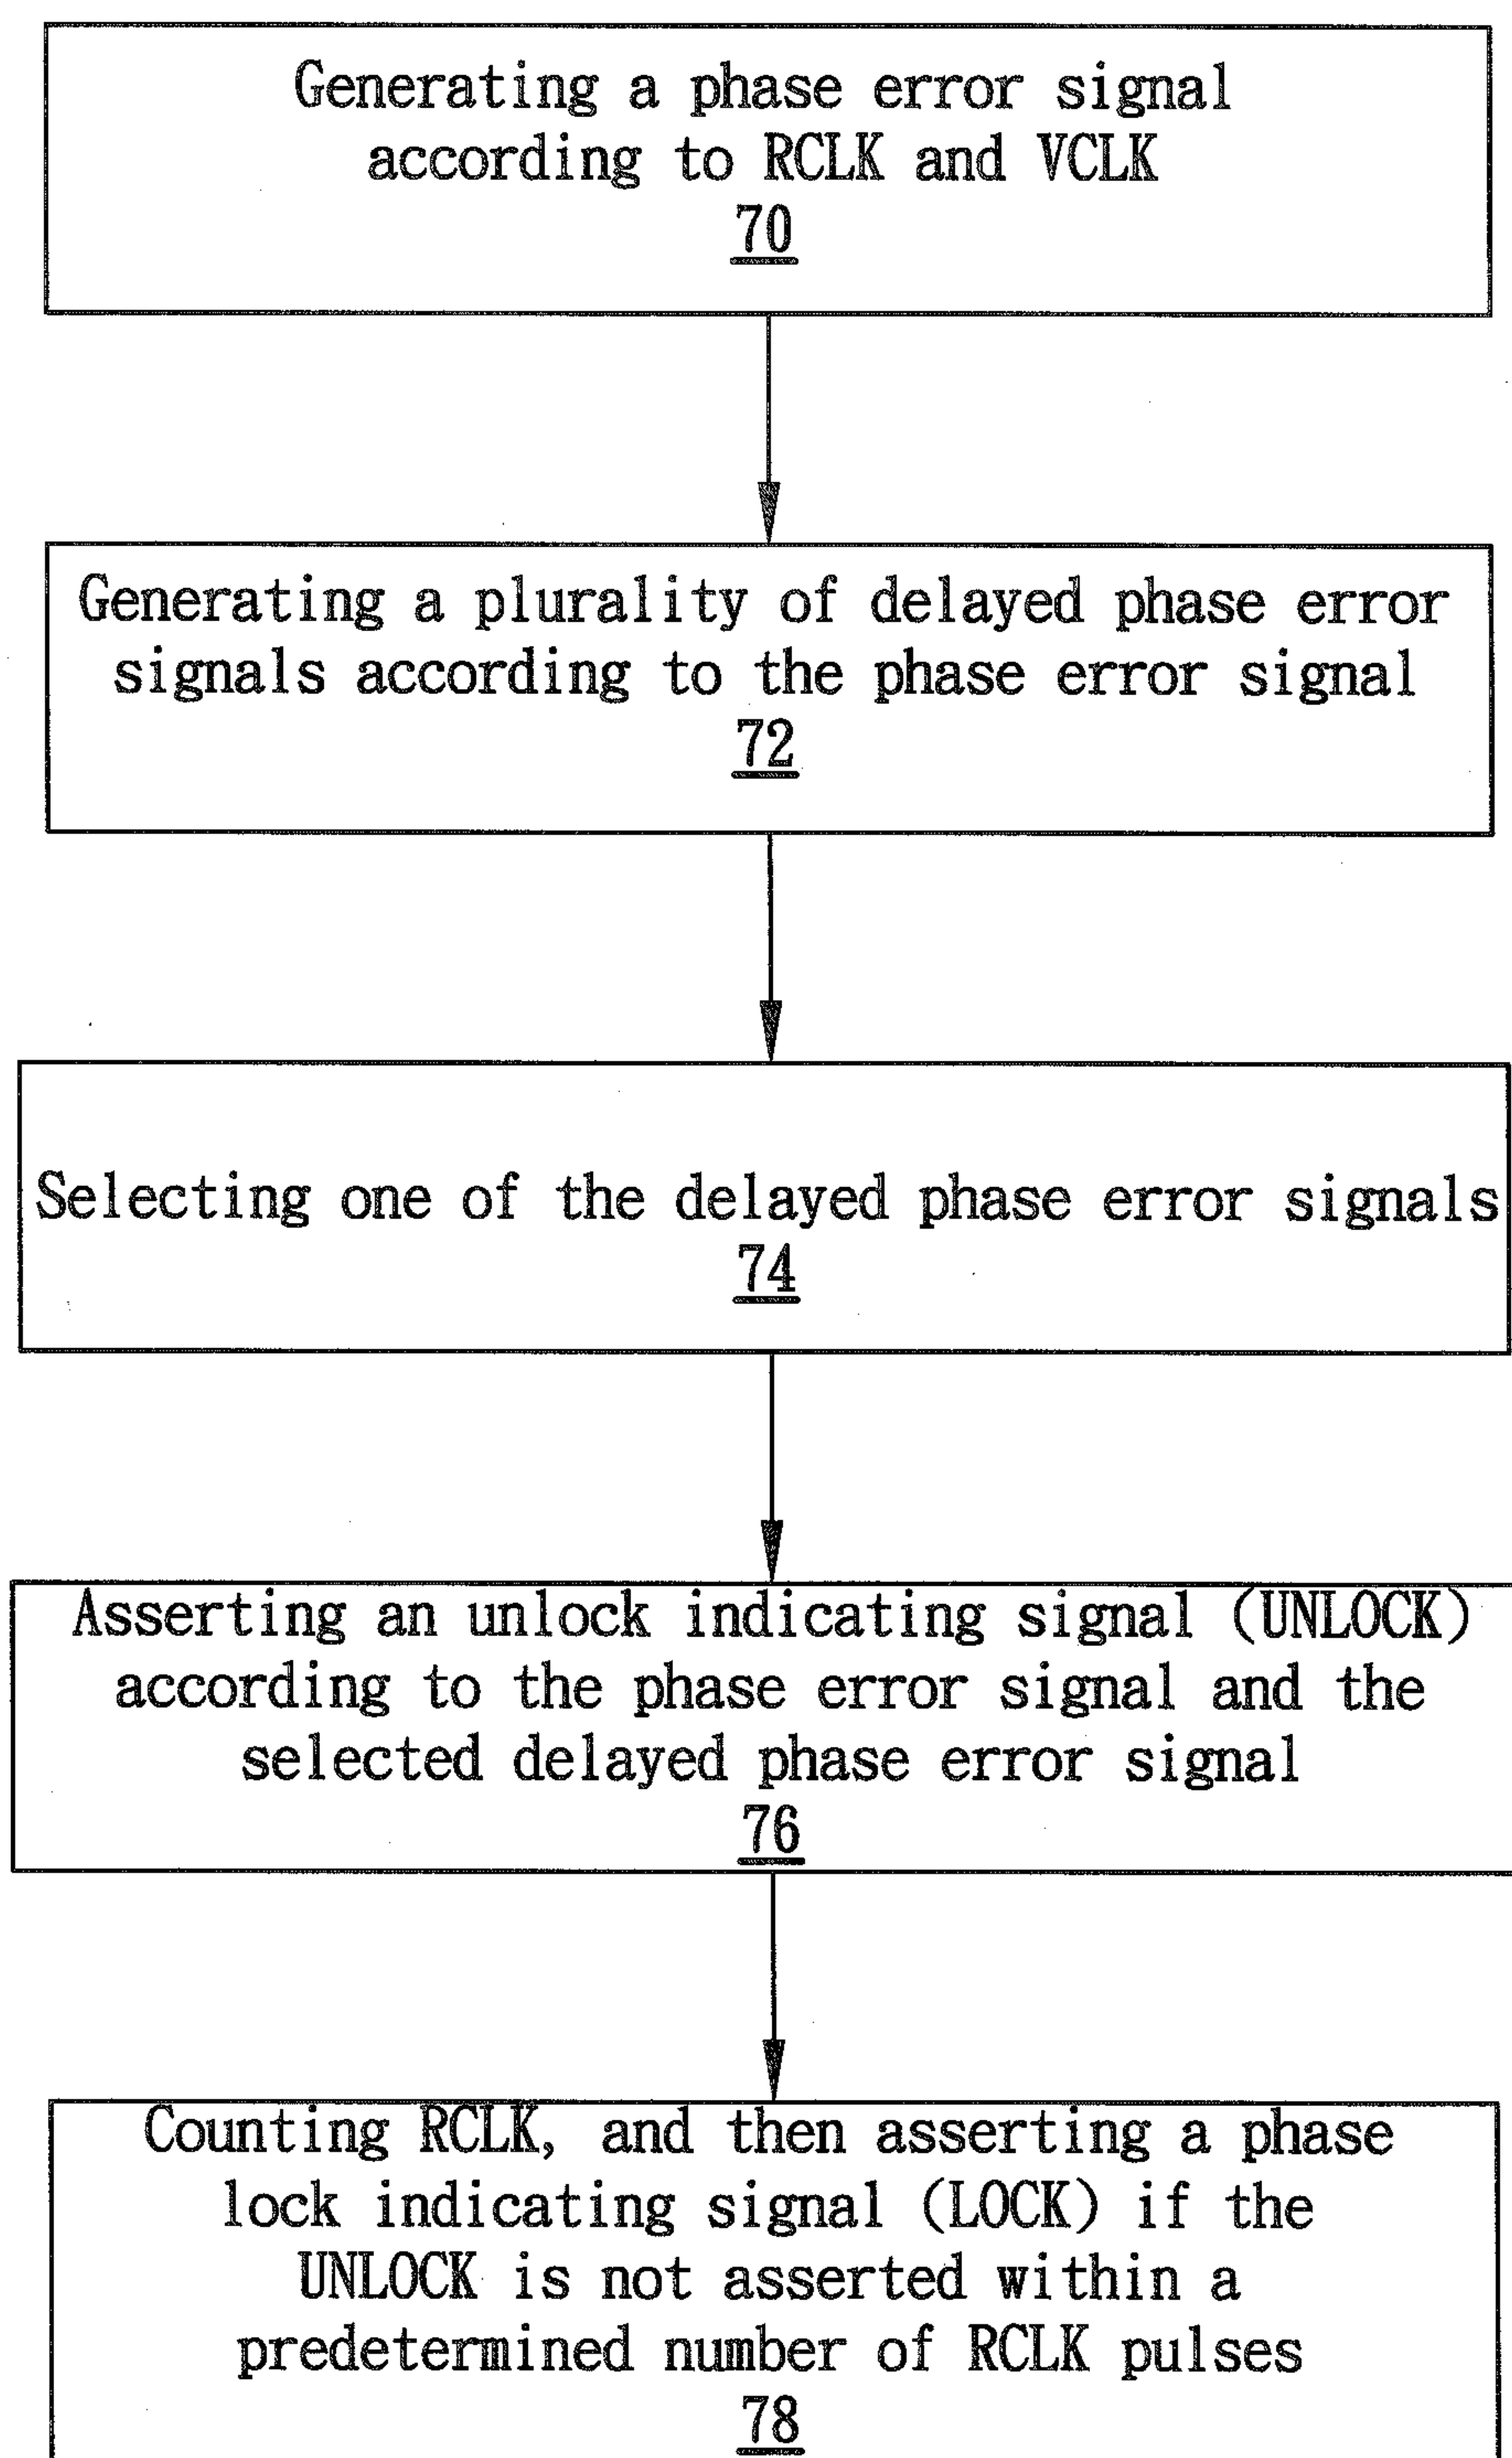 Generating a phase error signal
according to RCLK and VCLK
70
Generating a plurality of delayed phase error
signals according to the phase error signal
72
Selecting one of the delayed phase error signals
74
Asserting an unlock indicating signal (UNLOCK)
according to the phase error signal and the
selected delayed phase error signal
76
Counting RCLK, and then asserting a phase
lock indicating signal (LOCK) if the
UNLOCK is not asserted within a
predetermined number of RCLK pulses
78